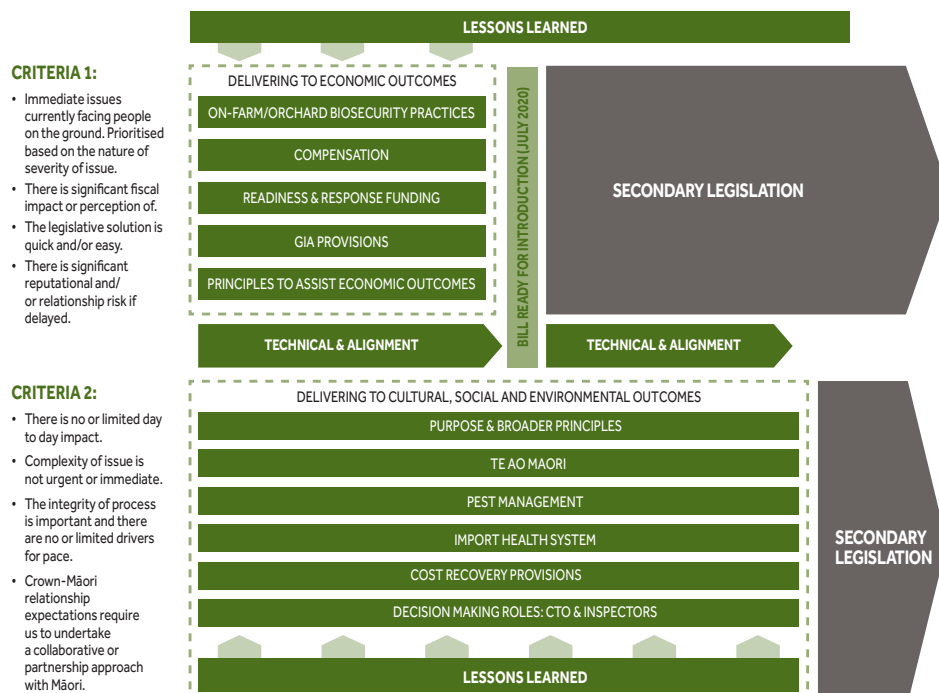 LESSONS LEARNED
CRITERIA 1:
• Immediate issues
currently facing people
on the ground. Prioritised
based on the nature of
severity of issue.
• There is significant fiscal
impact or perception of.
• The legislative solution is
quick and/or easy.
• There is significant
reputational and/
or relationship risk if
delayed.
DELIVERING TO ECONOMIC OUTCOMES
ON-FARM/ORCHARD BIOSECURITY PRACTICES
COMPENSATION
READINESS & RESPONSE FUNDING
GIA PROVISIONS
PRINCIPLES TO ASSIST ECONOMIC OUTCOMES
TECHNICAL & ALIGNMENT
BILL READY FOR INTRODUCTION (JULY 2020)
SECONDARY LEGISLATION
TECHNICAL & ALIGNMENT
CRITERIA 2:
• There is no or limited day
to day impact.
• Complexity of issue is
not urgent or immediate.
• The integrity of process
is important and there
are no or limited drivers
for pace.
• Crown-Māori
relationship
expectations require
us to undertake
a collaborative or
partnership approach
with Māori.
DELIVERING TO CULTURAL, SOCIAL AND ENVIRONMENTAL OUTCOMES
PURPOSE & BROADER PRINCIPLES
TE AO MAORI
PEST MANAGEMENT
IMPORT HEALTH SYSTEM
COST RECOVERY PROVISIONS
DECISION MAKING ROLES: CTO & INSPECTORS
LESSONS LEARNED
SECONDARY
LEGISLATION